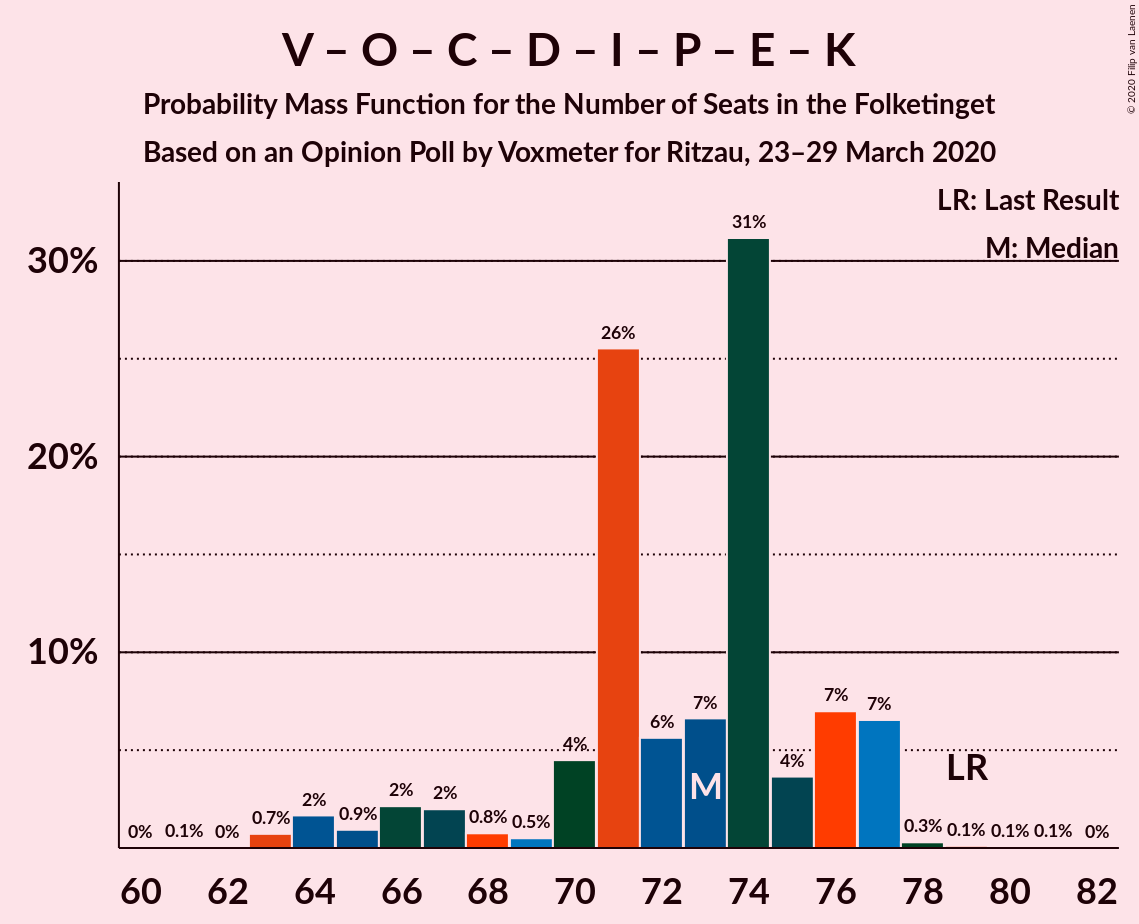 V – O – C – D – I – P – E – K
Probability Mass Function for the Number of Seats in the Folketinget
Based on an Opinion Poll by Voxmeter for Ritzau, 23–29 March 2020
© 2020 Filip van Laenen
LR: Last Result
M: Median
30%
20%
10%
0% 0.1% 0% 0.7% 2% 0.9% 2% 2% 0.8% 0.5% 4% 26% 6% 7% 31% 4% 7% 7% 0.3% 0.1% 0.1% 0.1% 0%
M
LR
60 62 64 66 68 70 72 74 76 78 80 82